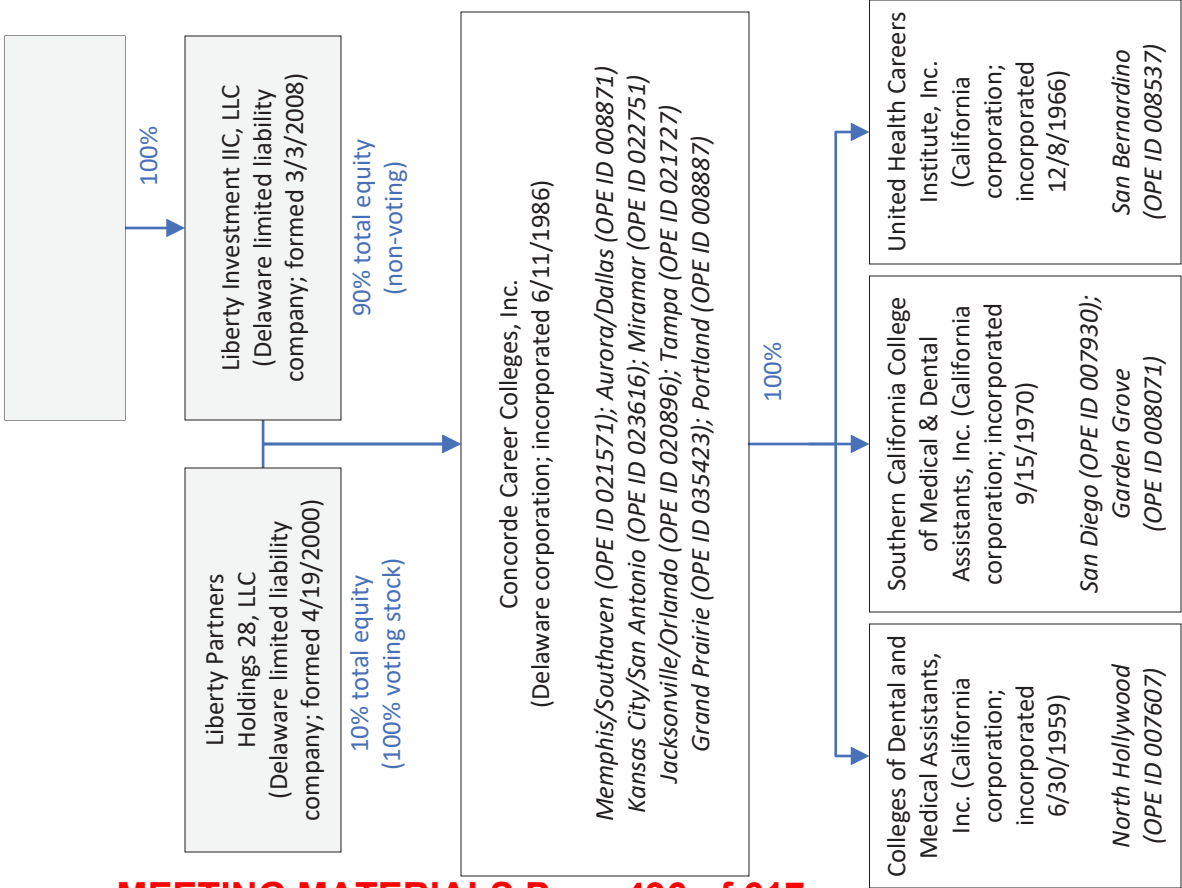 100%
Liberty Partners
Holdings 28, LLC
(Delaware limited liability
company; formed 4/19/2000)
10% total equity
(100% voting stock)
Liberty Investment IIC, LLC
(Delaware limited liability
company; formed 3/3/2008)
90% total equity
(non-voting)
Concorde Career Colleges, Inc.
(Delaware corporation; incorporated 6/11/1986)
Memphis/Southaven (OPE ID 021571); Aurora/Dallas (OPE ID 008871)
Kansas City/San Antonio (OPE ID 023616); Miramar (OPE ID 022751)
Jacksonville/Orlando (OPE ID 020896); Tampa (OPE ID 021727)
Grand Prairie (OPE ID 035423); Portland (OPE ID 008887)
100%
Colleges of Dental and
Medical Assistants,
Inc. (California
corporation;
incorporated
6/30/1959)
North Hollywood
(OPE ID 007607)
Southern California College
of Medical & Dental
Assistants, Inc. (California
corporation; incorporated
9/15/1970)
San Diego (OPE ID 007930);
Garden Grove
(OPE ID 008071)
United Health Careers
Institute, Inc.
(California
corporation;
incorporated
12/8/1966)
San Bernardino
(OPE ID 008537)
MEETING MATERIALS